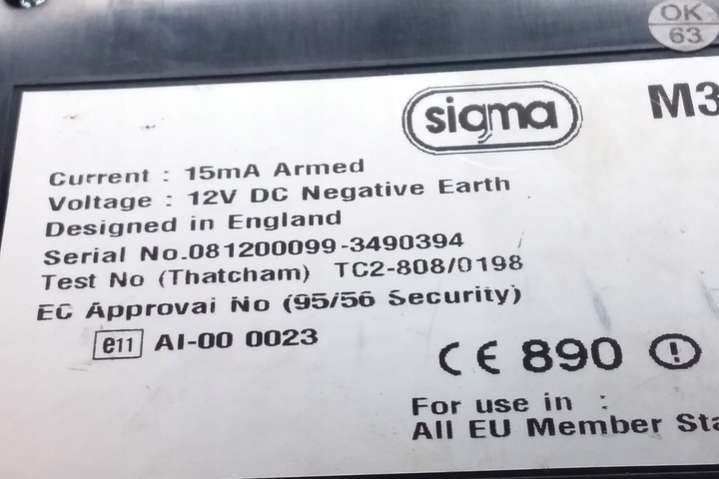 OK
63
sigma
M3
Current : 15mA Armed
Voltage : 12V DC Negative Earth
Designed in England
Serial No.081200099-3490394
Test No (Thatcham) TC2-808/0198
EC Approval No (95/56 Security)
e11 AI-00 0023
CE 890
For use in :
All EU Member Sta